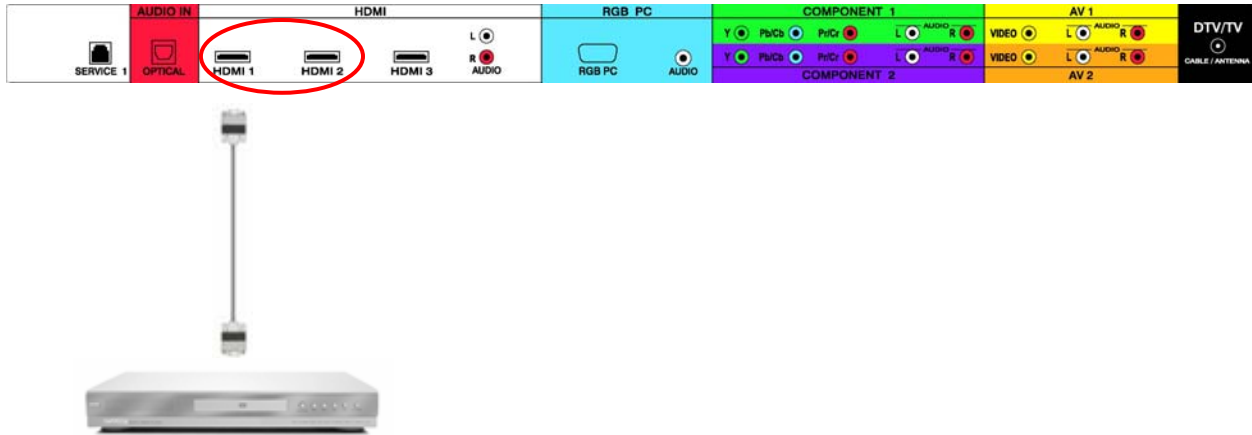 AUDIO IN HDMI RGB PC COMPONENT 1 AV 1
L Y Pb/Cb Pr/Cr L AUDIO R VIDEO L AUDIO R DTV/TV
SERVICE 1 OPTICAL HDMI 1 HDMI 2 HDMI 3 R AUDIO RGB PC AUDIO Y Pb/Cb Pr/Cr L AUDIO R VIDEO L AUDIO R CABLE / ANTENNA
COMPONENT 2 AV 2